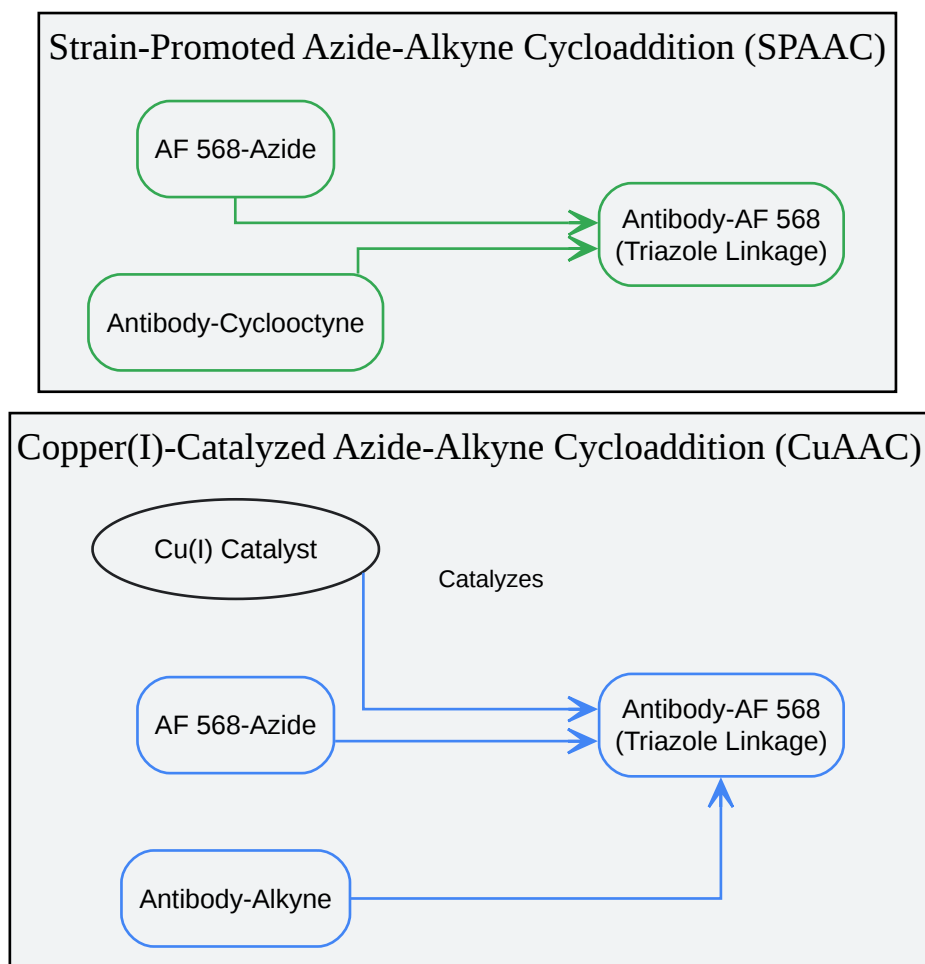 Strain-Promoted Azide-Alkyne Cycloaddition (SPAAC)
AF 568-Azide
Antibody-AF 568
(Triazole Linkage)
Antibody-Cyclooctyne
Copper(I)-Catalyzed Azide-Alkyne Cycloaddition (CuAAC)
Cu(I) Catalyst
Catalyzes
AF 568-Azide
Antibody-AF 568
(Triazole Linkage)
Antibody-Alkyne